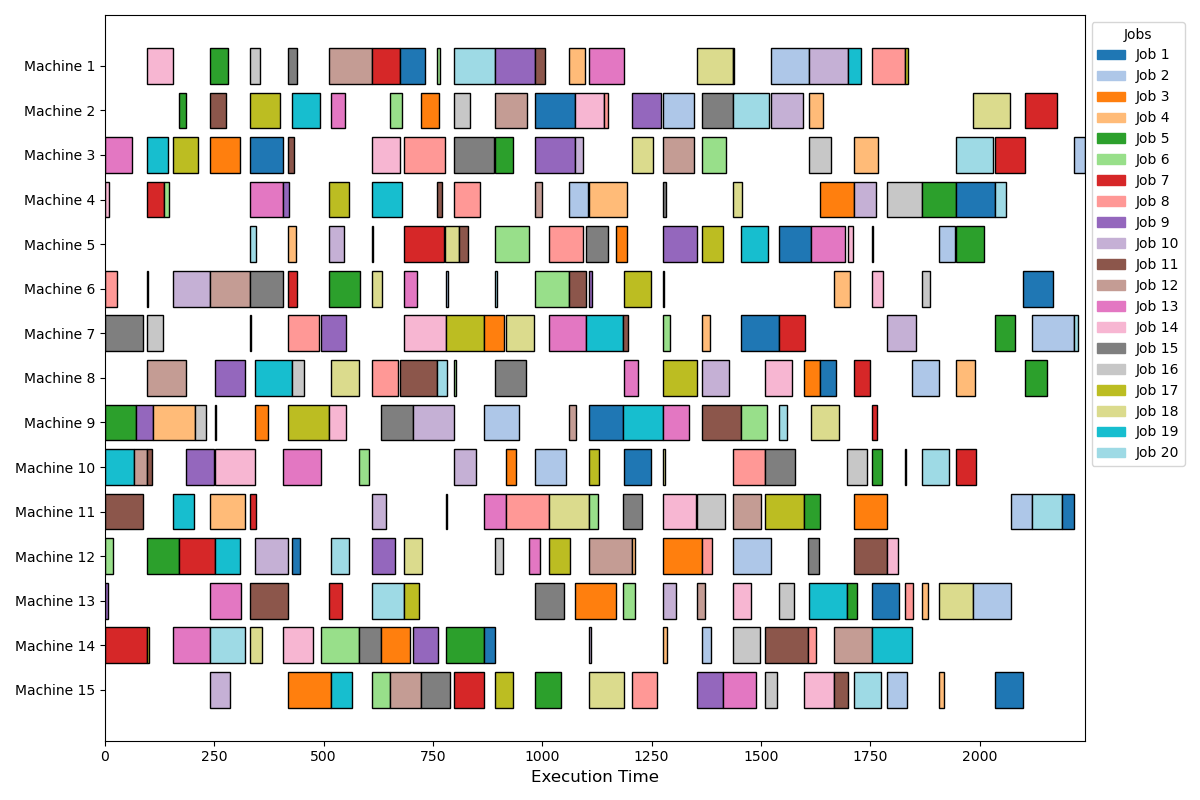 Machine 1
Machine 2
Machine 3
Machine 4
Machine 5
Machine 6
Machine 7
Machine 8
Machine 9
Machine 10
Machine 11
Machine 12
Machine 13
Machine 14
Machine 15
0 250 500 750 1000 1250 1500 1750 2000
Execution Time
Jobs
Job 1
Job 2
Job 3
Job 4
Job 5
Job 6
Job 7
Job 8
Job 9
Job 10
Job 11
Job 12
Job 13
Job 14
Job 15
Job 16
Job 17
Job 18
Job 19
Job 20